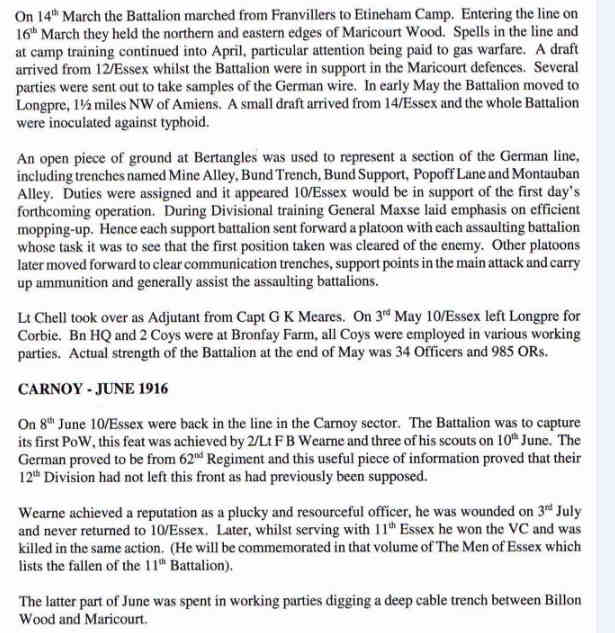 On 14th March the Battalion marched from Franvillers to Etineham Camp. Entering the line on
16th March they held the northern and eastern edges of Maricourt Wood. Spells in the line and
at camp training continued into April, particular attention being paid to gas warfare. A draft
arrived from 12/Essex whilst the Battalion were in support in the Maricourt defences. Several
parties were sent out to take samples of the German wire. In early May the Battalion moved to
Longpre, 1½ miles NW of Amiens. A small draft arrived from 14/Essex and the whole Battalion
were inoculated against typhoid.

An open piece of ground at Bertangles was used to represent a section of the German line,
including trenches named Mine Alley, Bund Trench, Bund Support, Popoff Lane and Montauban
Alley. Duties were assigned and it appeared 10/Essex would be in support of the first day's
forthcoming operation. During Divisional training General Maxse laid emphasis on efficient
mopping-up. Hence each support battalion sent forward a platoon with each assaulting battalion
whose task it was to see that the first position taken was cleared of the enemy. Other platoons
later moved forward to clear communication trenches, support points in the main attack and carry
up ammunition and generally assist the assaulting battalions.

Lt Chell took over as Adjutant from Capt G K Meares. On 3rd May 10/Essex left Longpre for
Corbie. Bn HQ and 2 Coys were at Bronfay Farm, all Coys were employed in various working
parties. Actual strength of the Battalion at the end of May was 34 Officers and 985 ORs.

CARNOY - JUNE 1916

On 8th June 10/Essex were back in the line in the Carnoy sector. The Battalion was to capture
its first PoW, this feat was achieved by 2/Lt F B Wearne and three of his scouts on 10th June. The
German proved to be from 62nd Regiment and this useful piece of information proved that their
12th Division had not left this front as had previously been supposed.

Wearne achieved a reputation as a plucky and resourceful officer, he was wounded on 3rd July
and never returned to 10/Essex. Later, whilst serving with 11th Essex he won the VC and was
killed in the same action. (He will be commemorated in that volume of The Men of Essex which
lists the fallen of the 11th Battalion).

The latter part of June was spent in working parties digging a deep cable trench between Billon
Wood and Maricourt.